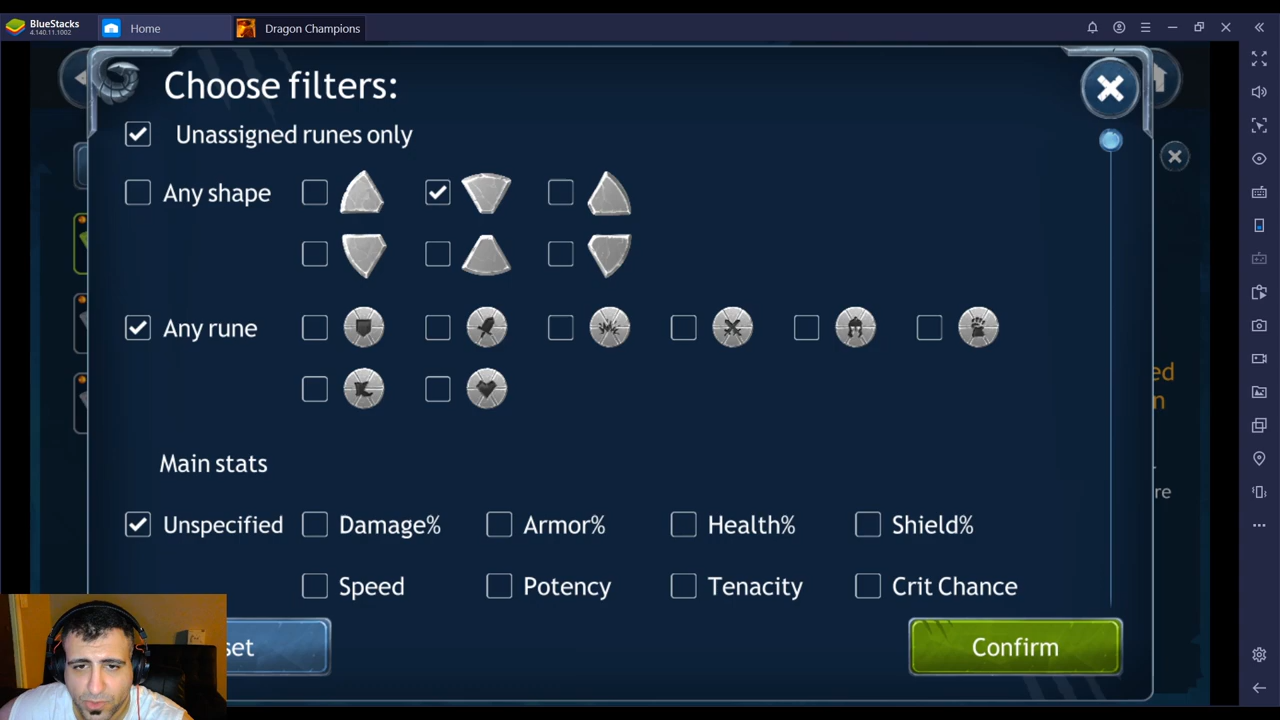 BlueStacks
4.140.11.1002
Home
Dragon Champions
Choose filters:
Unassigned runes only
Any shape
Any rune
Main stats
Unspecified Damage% Armor% Health% Shield%
Speed Potency Tenacity Crit Chance
set Confirm
ed
n
re